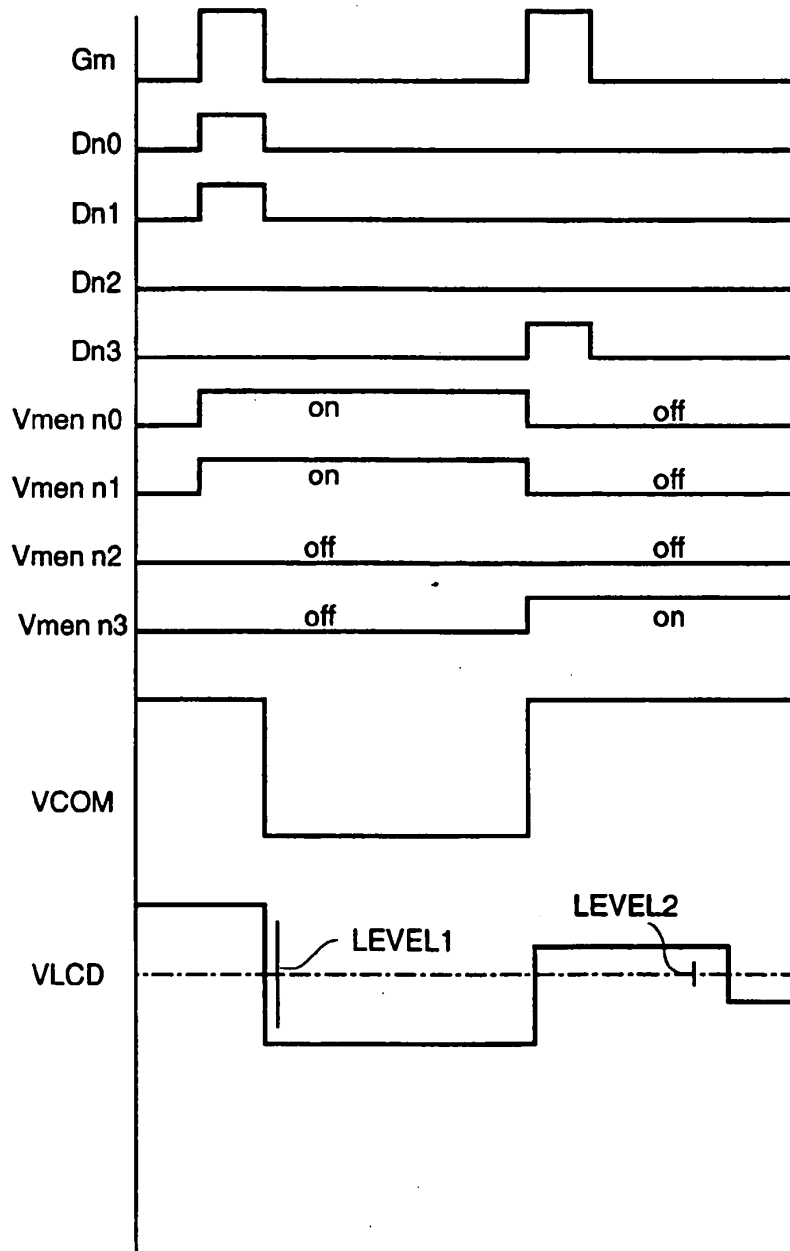 Gm
Dn0
Dn1
Dn2
Dn3
Vmen n0 on off
Vmen n1 on off
Vmen n2 off off
Vmen n3 off on
VCOM
LEVEL1 LEVEL2
VLCD